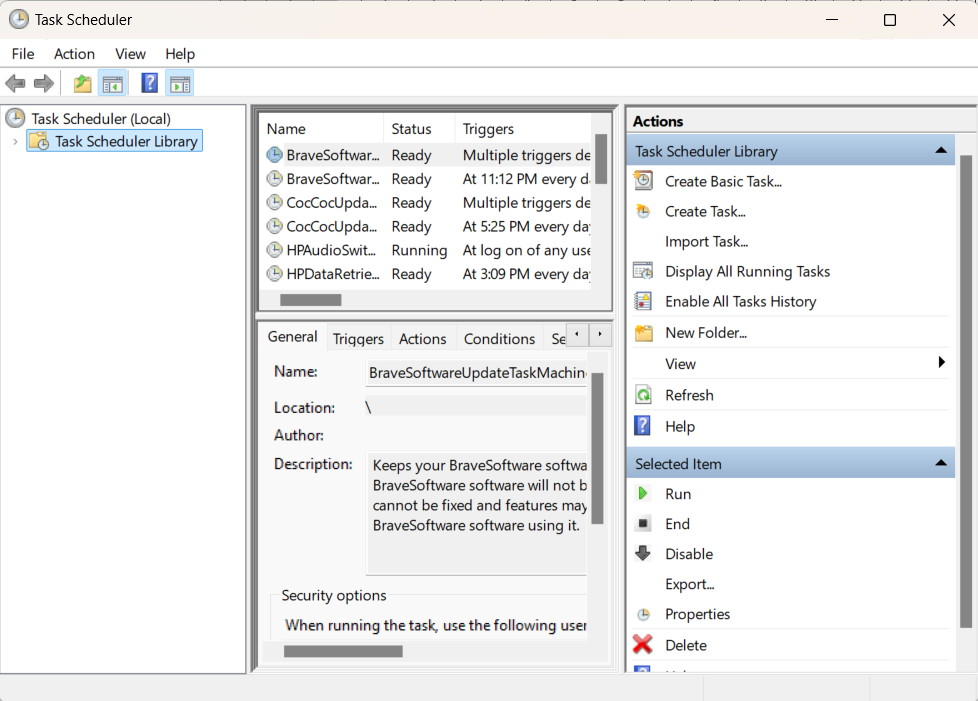 Task Scheduler
File Action View Help
Task Scheduler (Local)
Task Scheduler Library
Name Status Triggers
BraveSoftwar... Ready Multiple triggers de
BraveSoftwar... Ready At 11:12 PM every d
CocCocUpda... Ready Multiple triggers de
CocCocUpda... Ready At 5:25 PM every da
HPAudioSwit... Running At log on of any use
HPDataRetrie... Ready At 3:09 PM every da
General Triggers Actions Conditions Se
Name: BraveSoftwareUpdateTaskMachin
Location: \
Author:
Description: Keeps your BraveSoftware softwa
BraveSoftware software will not b
cannot be fixed and features may
BraveSoftware software using it.
Security options
When running the task, use the following user
Actions
Task Scheduler Library
Create Basic Task...
Create Task...
Import Task...
Display All Running Tasks
Enable All Tasks History
New Folder...
View
Refresh
Help
Selected Item
Run
End
Disable
Export...
Properties
Delete